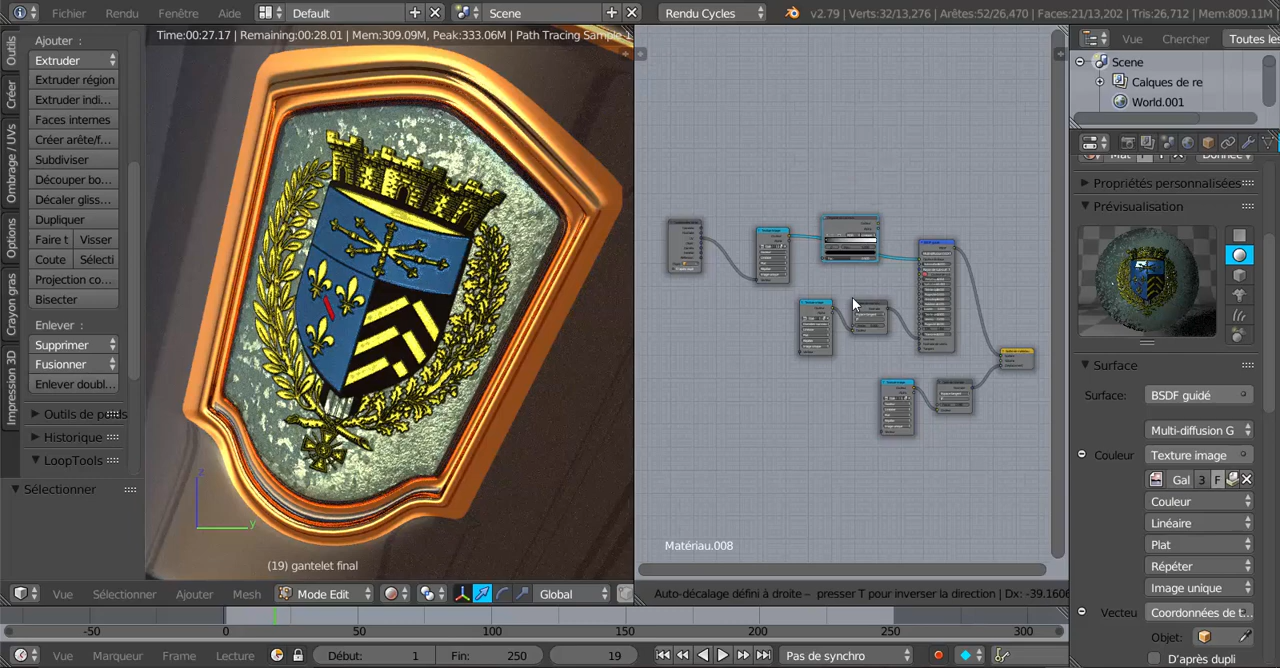 Fichier Rendu Fenêtre Aide Default Scene Rendu Cycles v2.79 | Verts:32/13,276 | Arêtes:52/26,470 | Faces:21/13,202 | Tris:26,712 | Mem:809.11M
Time:00:27.17 | Remaining:00:28.01 | Mem:309.09M, Peak:333.06M | Path Tracing Sample 1
Outils
Créer
Ombrage / UVs
Options
Crayon gras
Impression 3D
Ajouter :
Extruder
Extruder région
Extruder indi...
Faces internes
Créer arête/f...
Subdiviser
Découper bo...
Décaler gliss...
Dupliquer
Faire t Visser
Coute Sélecti
Projection co...
Bisecter
Enlever :
Supprimer
Fusionner
Enlever doubl...
Outils de poids
Historique
LoopTools
Sélectionner
z
y
(19) gantelet final
Matériau.008
Vue Chercher Toutes les
Scene
Calques de re
World.001
Mat F Donnée
Propriétés personnalisées
Prévisualisation
Surface
Surface: BSDF guidé
Multi-diffusion G
Couleur Texture image
Gal 3 F
Couleur
Linéaire
Plat
Répéter
Image unique
Vecteu Coordonnées de t...
Objet:
D'après dupli
Vue Sélectionner Ajouter Mesh Mode Edit Global
Auto-décalage défini à droite – presser T pour inverser la direction | Dx: -39.1606
-50 0 50 100 150 200 250 300
Vue Marqueur Frame Lecture Début: 1 Fin: 250 19 Pas de synchro